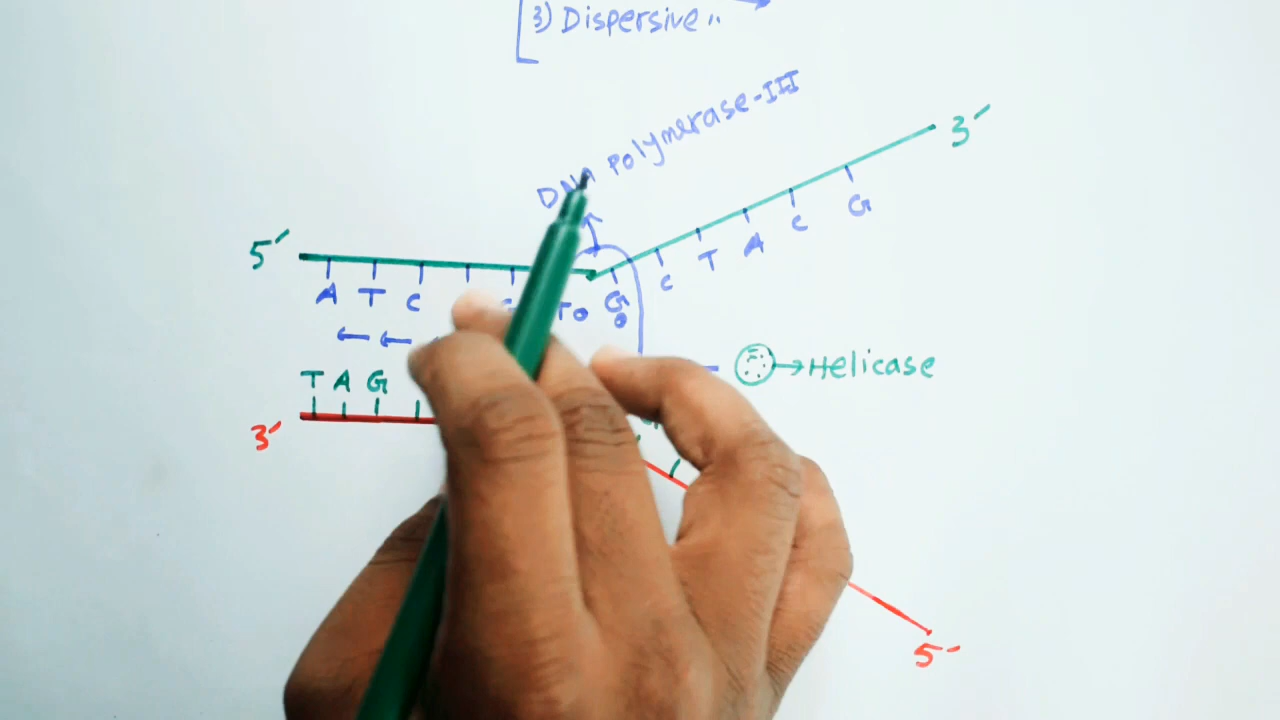 3) Dispersive "
DNA Polymerase-III
3'
5'
A T C
T
G
C
T
A
C
G
Helicase
T A G
3'
5'